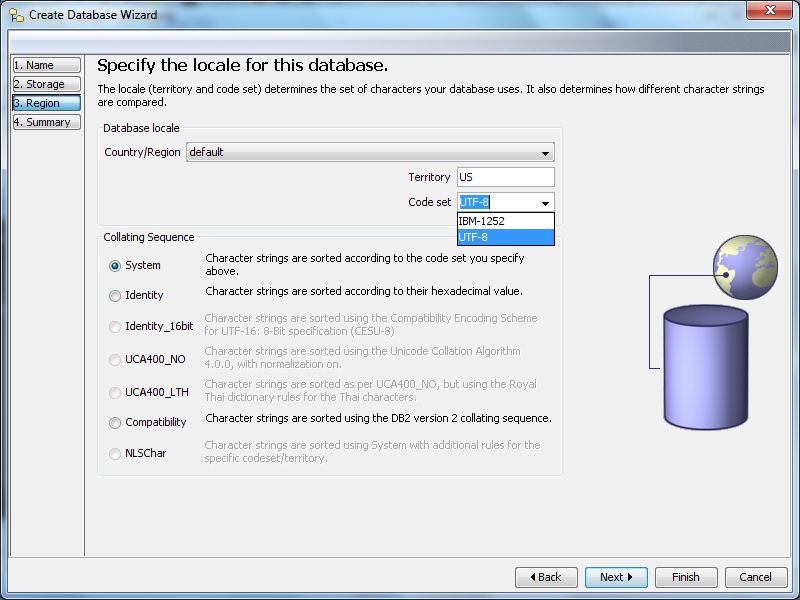 Create Database Wizard
1. Name
2. Storage
3. Region
4. Summary
Specify the locale for this database.
The locale (territory and code set) determines the set of characters your database uses. It also determines how different character strings
are compared.
Database locale
Country/Region default
Territory US
Code set UTF-8
IBM-1252
UTF-8
Collating Sequence
System Character strings are sorted according to the code set you specify
above.
Identity Character strings are sorted according to their hexadecimal value.
Identity_16bit Character strings are sorted using the Compatibility Encoding Scheme
for UTF-16: 8-Bit specification (CESU-8)
UCA400_NO Character strings are sorted using the Unicode Collation Algorithm
4.0.0, with normalization on.
UCA400_LTH Character strings are sorted as per UCA400_NO, but using the Royal
Thai dictionary rules for the Thai characters.
Compatibility Character strings are sorted using the DB2 version 2 collating sequence.
NLSChar Character strings are sorted using System with additional rules for the
specific codeset/territory.
Back Next Finish Cancel